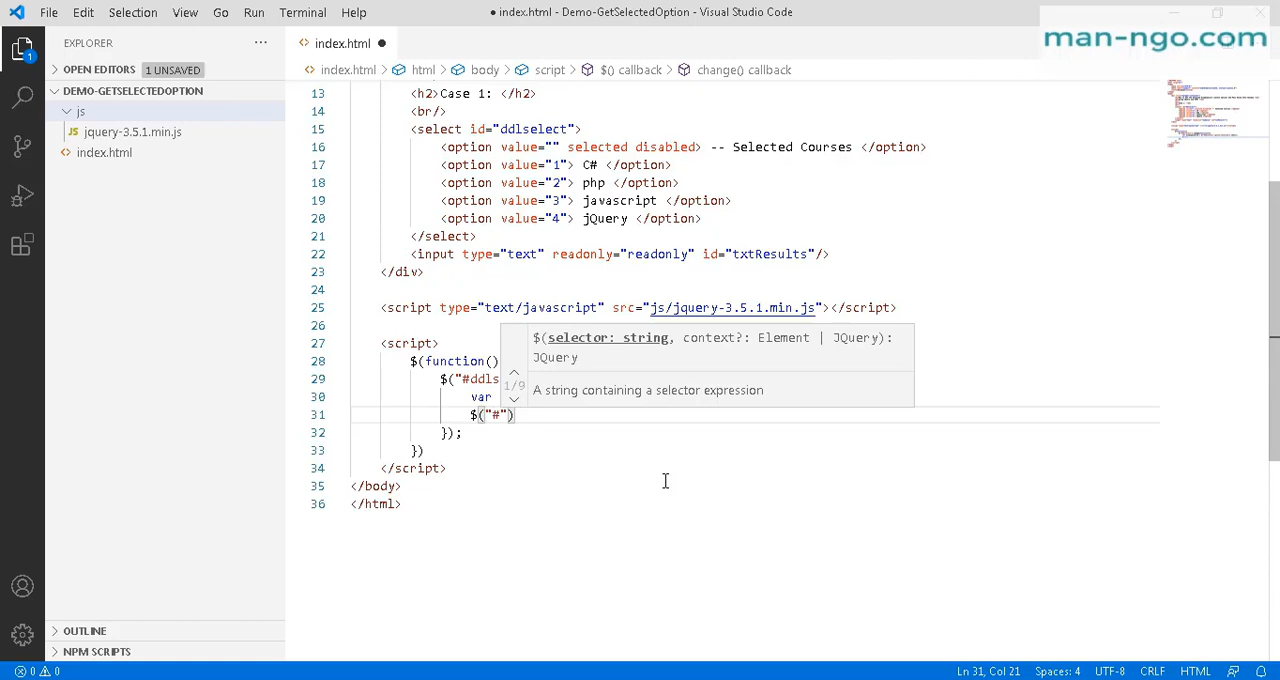 File Edit Selection View Go Run Terminal Help
● index.html - Demo-GetSelectedOption - Visual Studio Code
man-ngo.com
EXPLORER
index.html
OPEN EDITORS 1 UNSAVED
index.html > html > body > script > $() callback > change() callback
DEMO-GETSELECTEDOPTION
js
JS jquery-3.5.1.min.js
index.html
1
13 <h2>Case 1: </h2>
14 <br/>
15 <select id="ddlselect">
16 <option value="" selected disabled> -- Selected Courses </option>
17 <option value="1"> C# </option>
18 <option value="2"> php </option>
19 <option value="3"> javascript </option>
20 <option value="4"> jQuery </option>
21 </select>
22 <input type="text" readonly="readonly" id="txtResults"/>
23 </div>
24
25 <script type="text/javascript" src="js/jquery-3.5.1.min.js"></script>
26
27 <script>
28 $(function()
29 $("#ddls
30 var
31 $("#")
32 });
33 })
34 </script>
35 </body>
36 </html>
$(selector: string, context?: Element | JQuery):
JQuery
1/9
A string containing a selector expression
OUTLINE
NPM SCRIPTS
0 0
Ln 31, Col 21 Spaces: 4 UTF-8 CRLF HTML